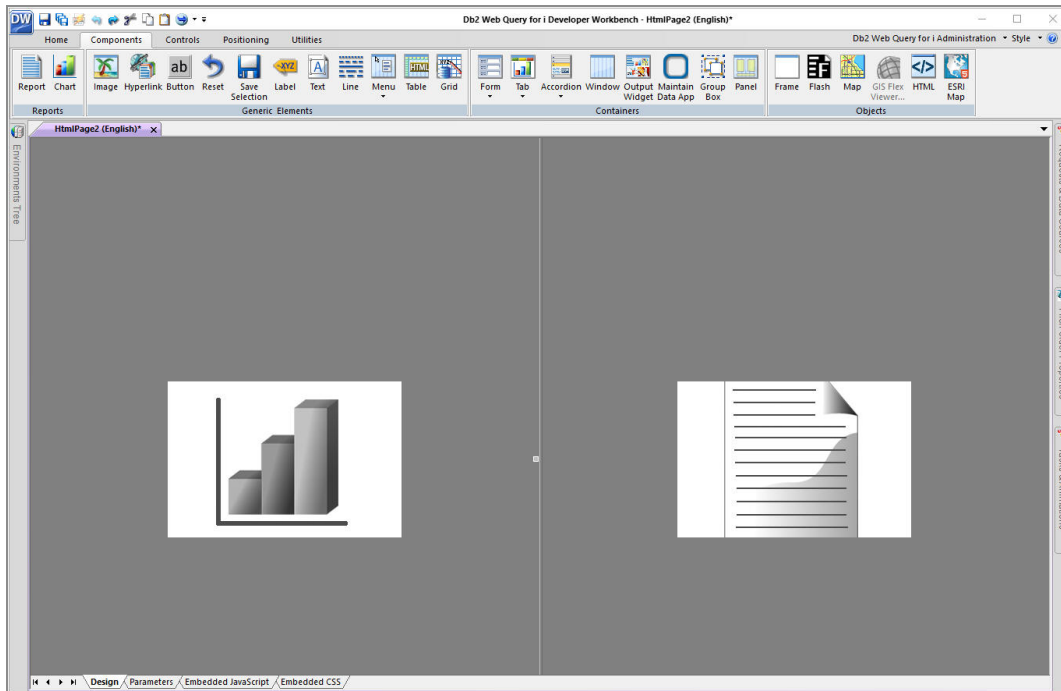 DW
Db2 Web Query for i Developer Workbench - HtmlPage2 (English)*
Home Components Controls Positioning Utilities
Db2 Web Query for i Administration Style
Report Chart Image Hyperlink Button Reset Save Selection Label Text Line Menu Table Grid Form Tab Accordion Window Output Widget Maintain Data App Group Box Panel Frame Flash Map GIS Flex Viewer... HTML ESRI Map
Reports Generic Elements Containers Objects
HtmlPage2 (English)*
Environments Tree
Design Parameters Embedded JavaScript Embedded CSS